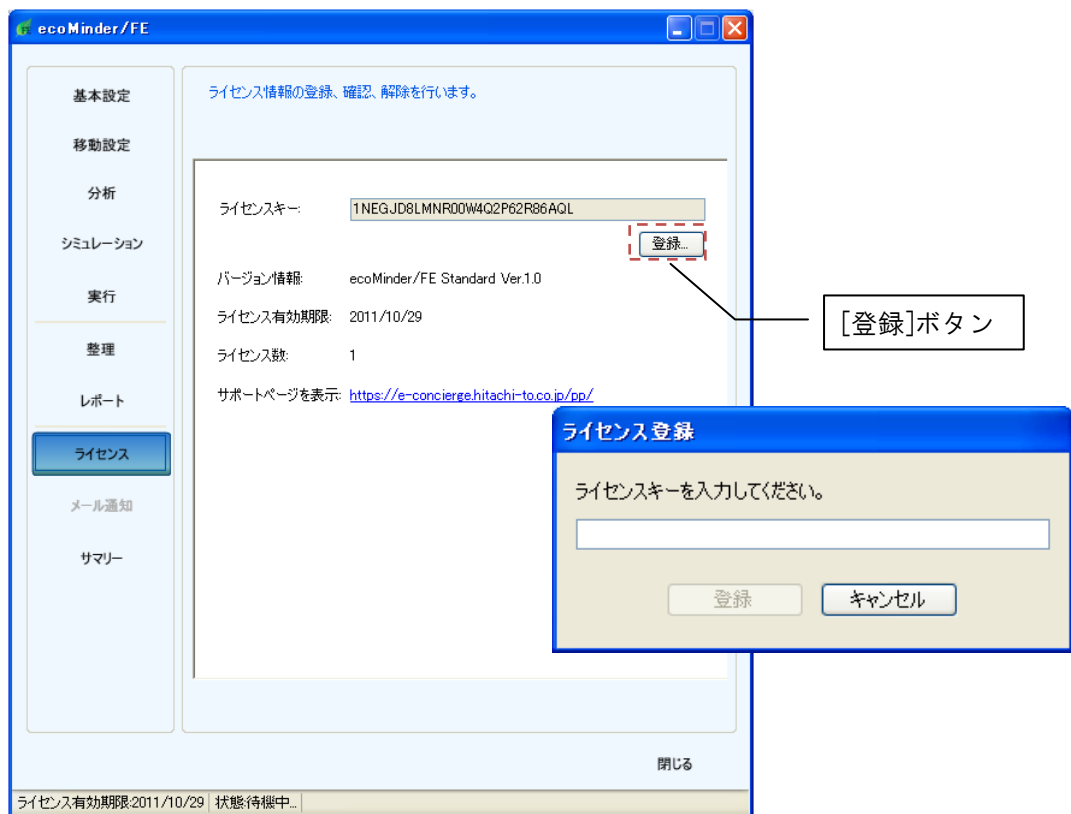 ecoMinder/FE
基本設定
移動設定
分析
シミュレーション
実行
整理
レポート
ライセンス
メール通知
サマリー
ライセンス情報の登録、確認、解除を行います。
ライセンスキー: 1NEGJD8LMNR00W4Q2P62R86AQL
登録...
バージョン情報: ecoMinder/FE Standard Ver.1.0
ライセンス有効期限: 2011/10/29
ライセンス数: 1
サポートページを表示: https://e-concierge.hitachi-to.co.jp/pp/
[登録]ボタン
ライセンス登録
ライセンスキーを入力してください。
登録 キャンセル
閉じる
ライセンス有効期限:2011/10/29 状態:待機中...